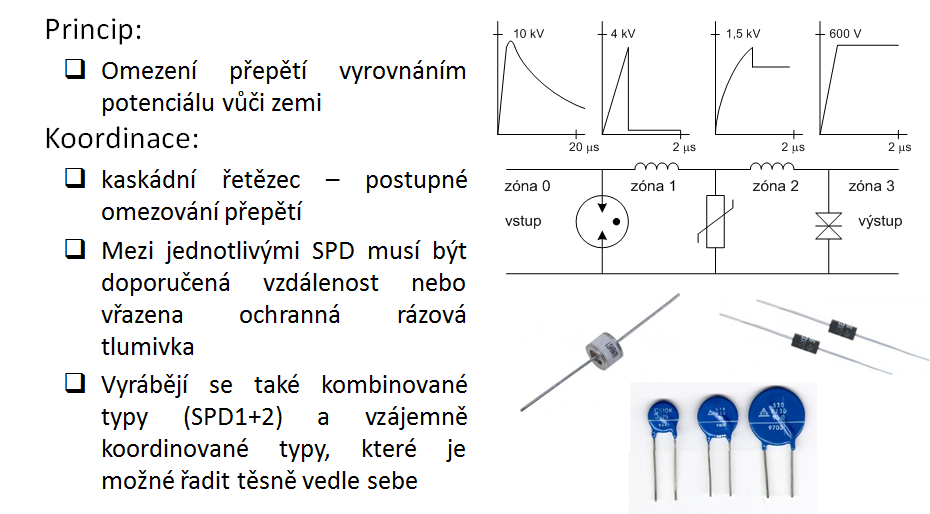 Princip:
❑ Omezení přepětí vyrovnáním
potenciálu vůči zemi
Koordinace:
❑ kaskádní řetězec – postupné
omezování přepětí
❑ Mezi jednotlivými SPD musí být
doporučená vzdálenost nebo
vřazena ochranná rázová
tlumivka
❑ Vyrábějí se také kombinované
typy (SPD1+2) a vzájemně
koordinované typy, které je
možné řadit těsně vedle sebe
10 kV
4 kV
1,5 kV
600 V
20 µs
2 µs
2 µs
2 µs
zóna 0
zóna 1
zóna 2
zóna 3
vstup
výstup